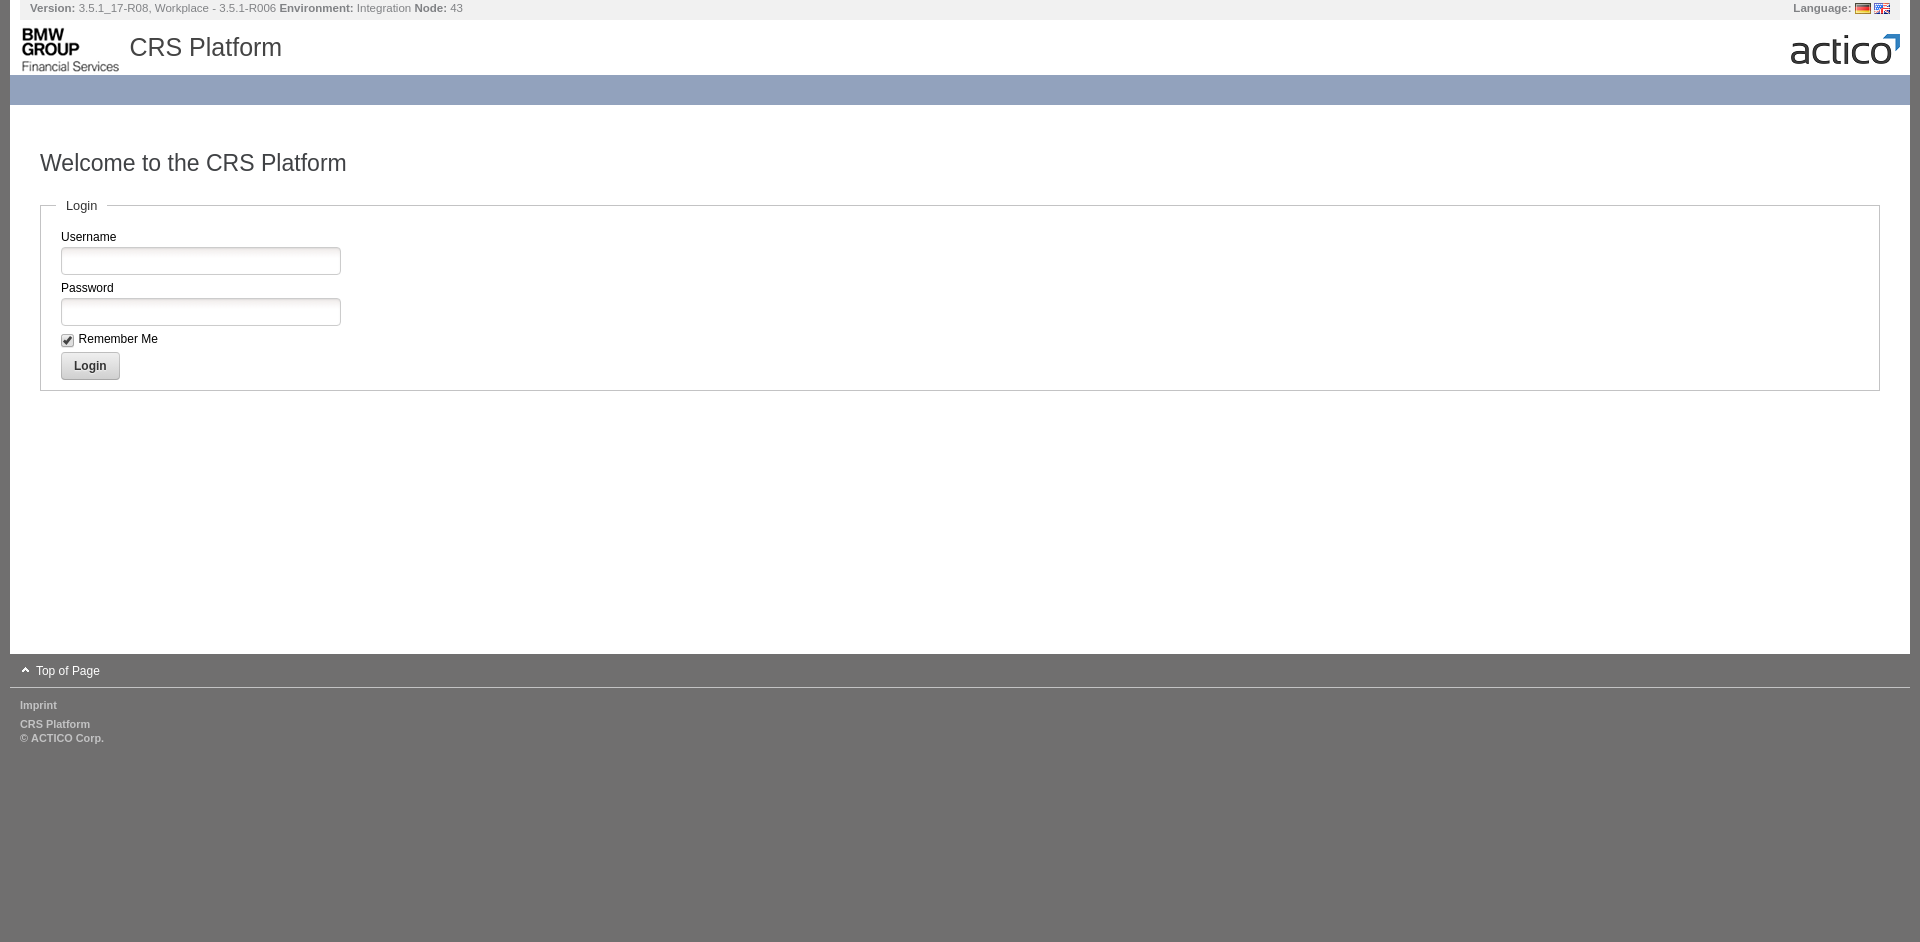 Version: 3.5.1_17-R08, Workplace - 3.5.1-R006 Environment: Integration Node: 43
Language:
BMW
GROUP
Financial Services
CRS Platform
actico
Welcome to the CRS Platform
Login
Username
Password
Remember Me
Login
Top of Page
Imprint
CRS Platform
© ACTICO Corp.